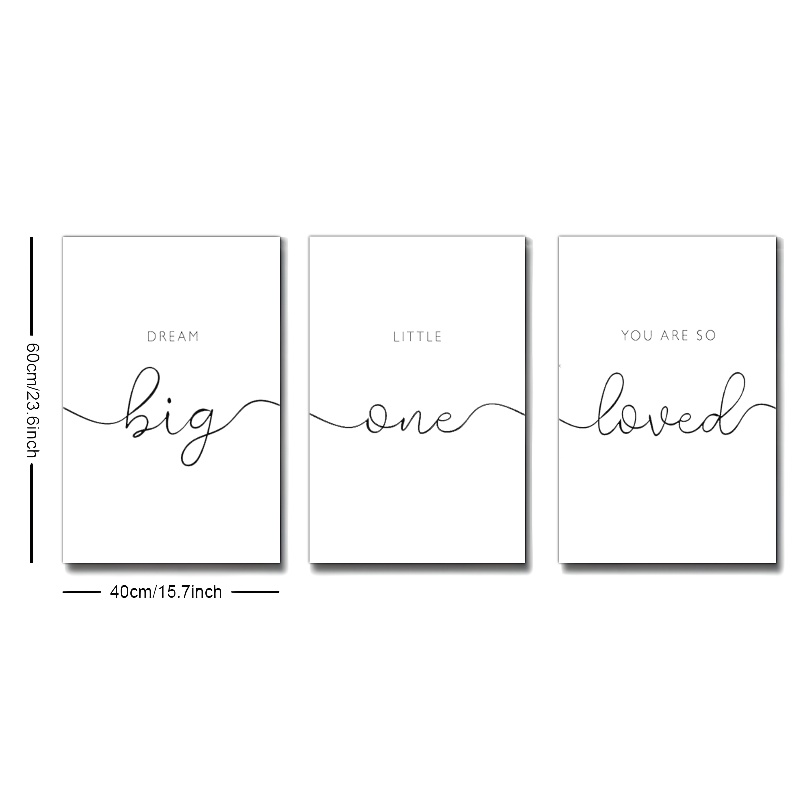 DREAM
big
LITTLE
one
YOU ARE SO
loved
60cm/23.6inch
40cm/15.7inch